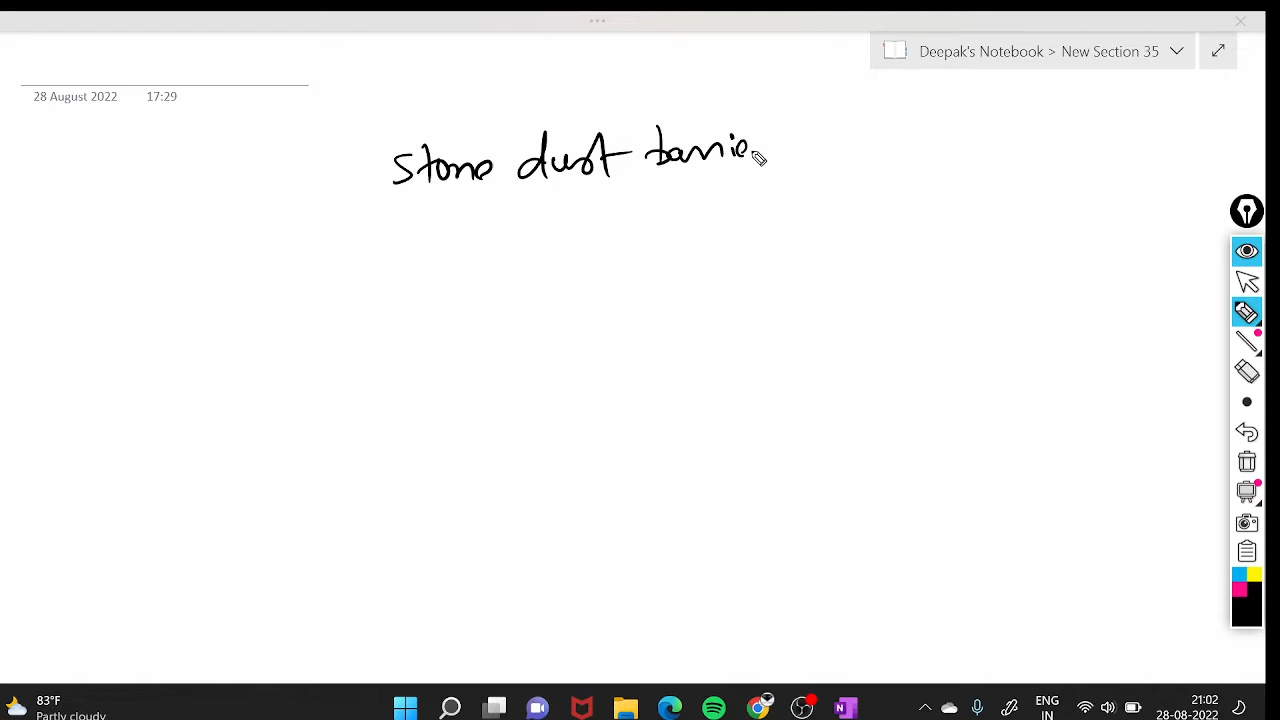 Deepak's Notebook > New Section 35
28 August 2022 17:29
stone dust barrie
83°F
Partly cloudy
ENG
IN
21:02
28-08-2022